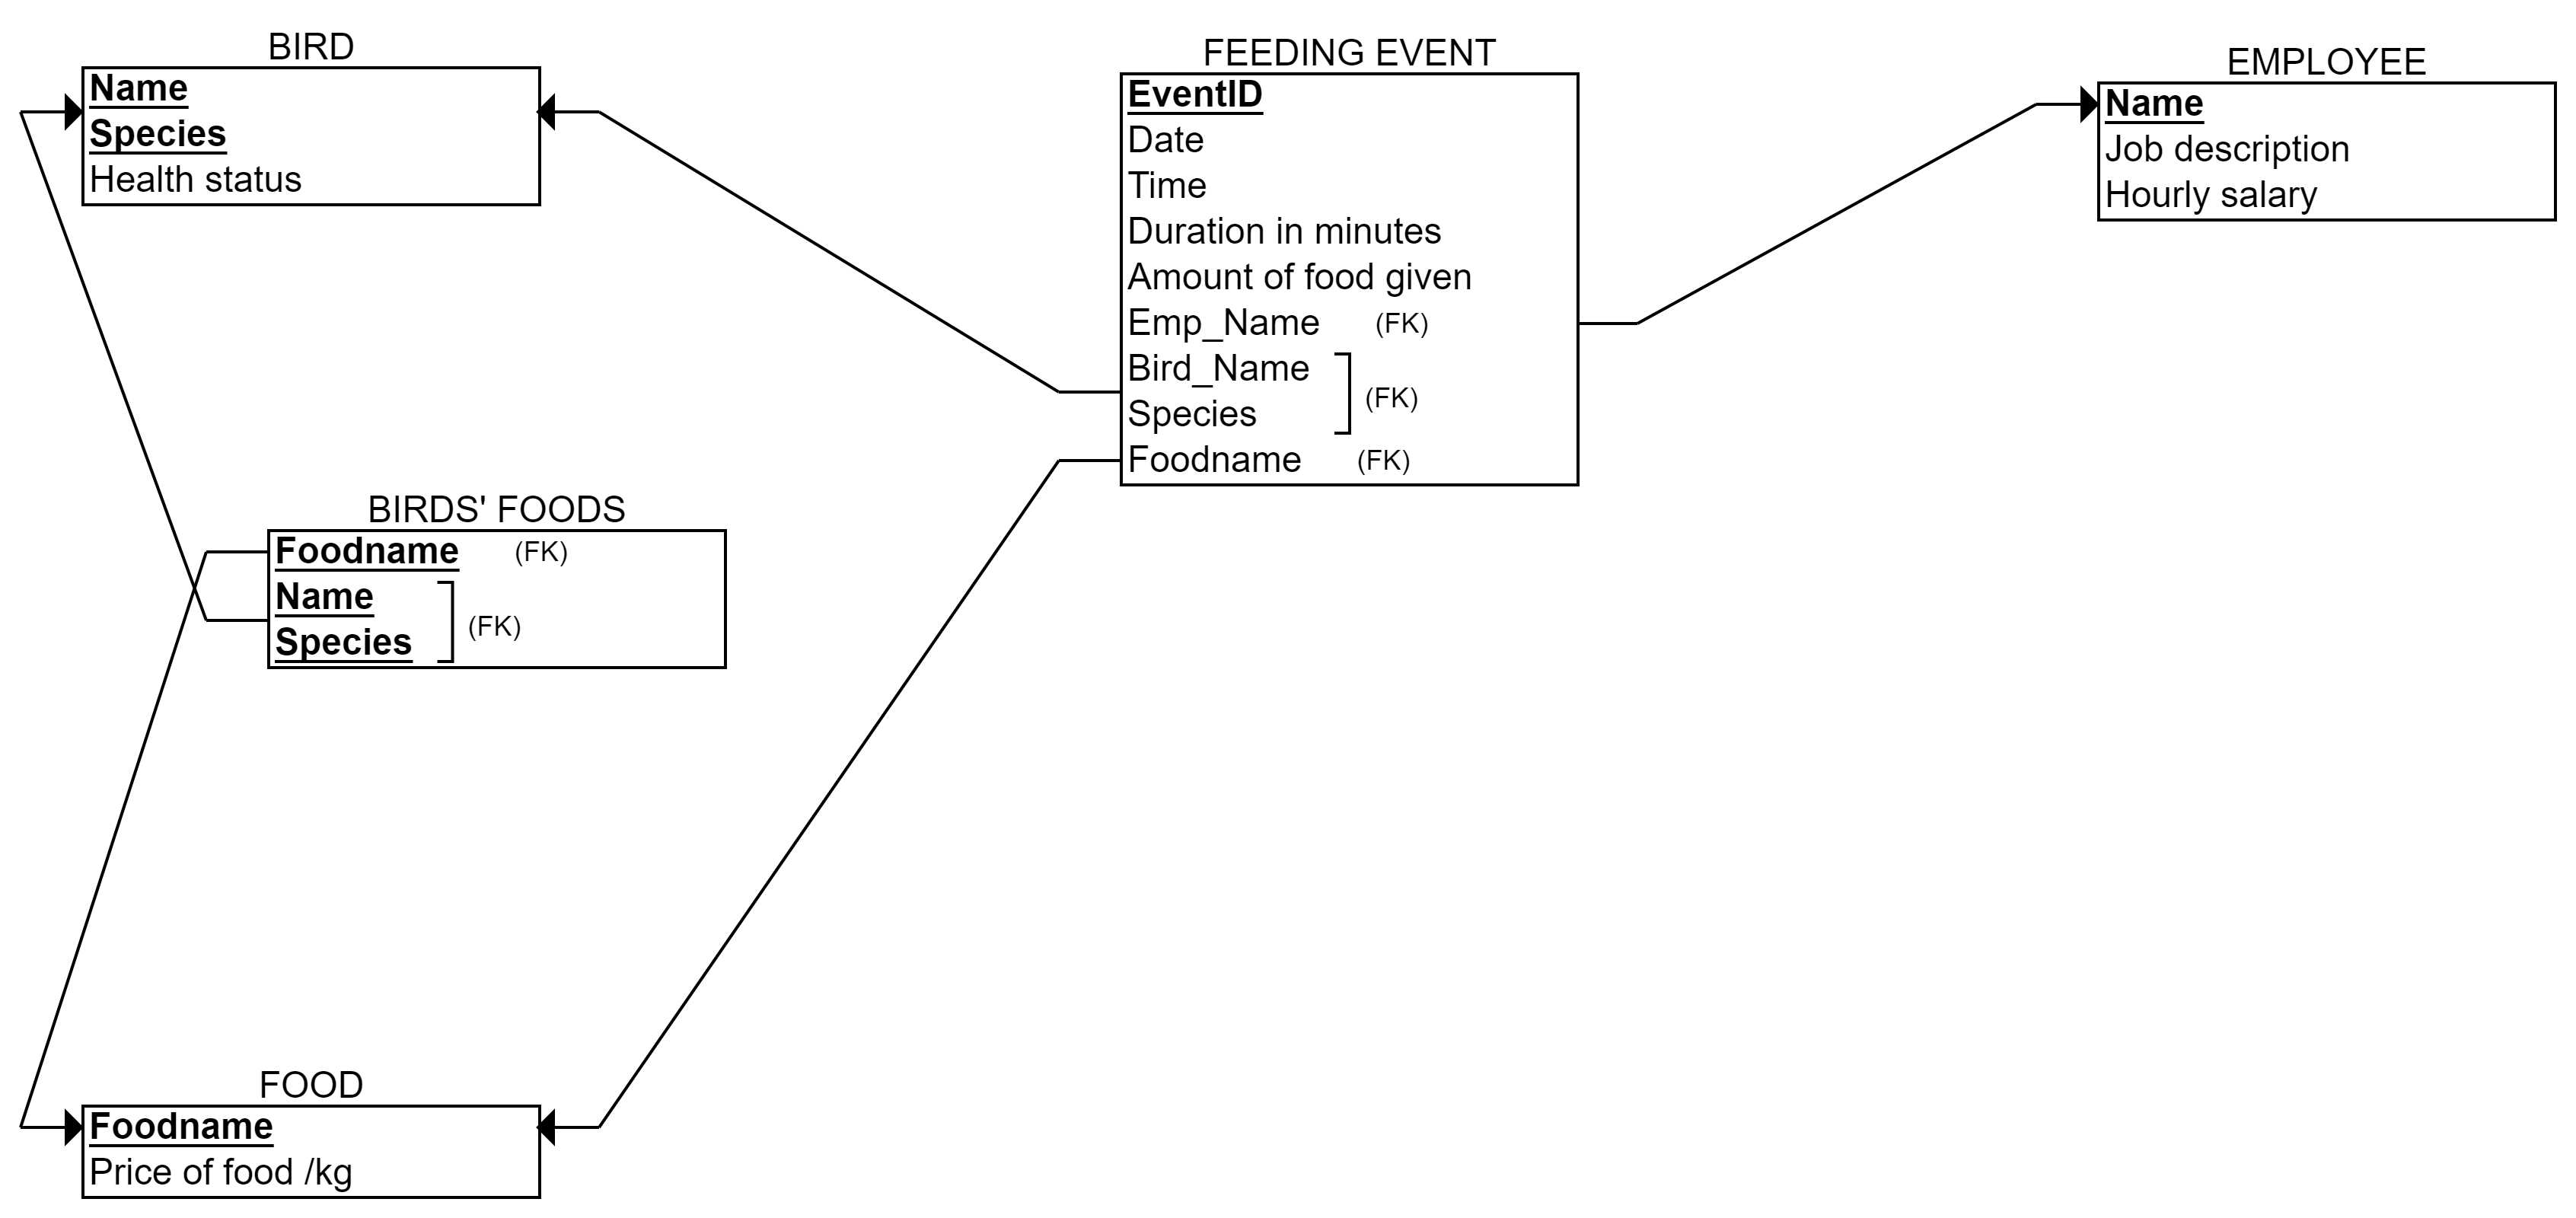 BIRD
Name
Species
Health status
FEEDING EVENT
EventID
Date
Time
Duration in minutes
Amount of food given
Emp_Name (FK)
Bird_Name
(FK)
Species
Foodname (FK)
EMPLOYEE
Name
Job description
Hourly salary
BIRDS' FOODS
Foodname (FK)
Name
(FK)
Species
FOOD
Foodname
Price of food /kg